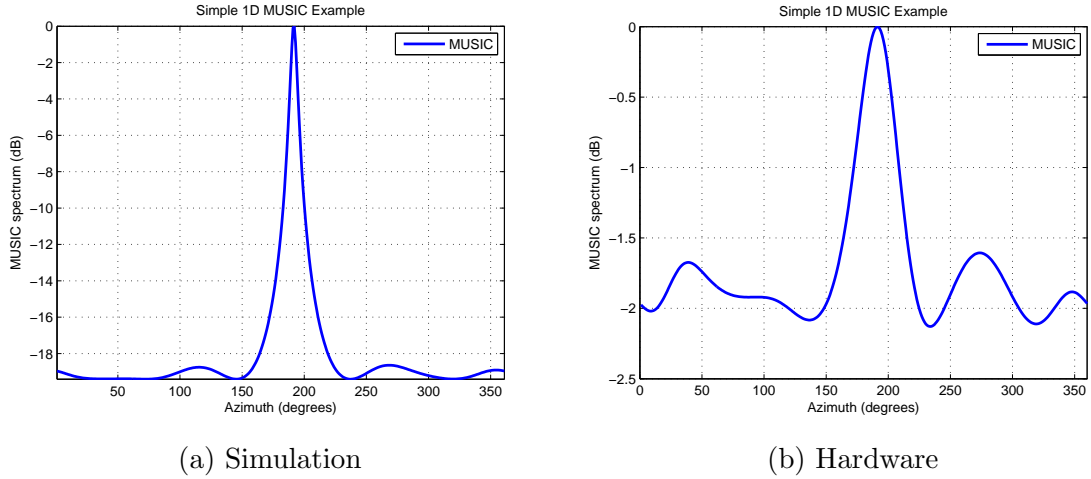 Simple 1D MUSIC Example
MUSIC
MUSIC spectrum (dB)
0
−2
−4
−6
−8
−10
−12
−14
−16
−18
50 100 150 200 250 300 350
Azimuth (degrees)
(a) Simulation
Simple 1D MUSIC Example
MUSIC
MUSIC spectrum (dB)
0
−0.5
−1
−1.5
−2
−2.5
0 50 100 150 200 250 300 350
Azimuth (degrees)
(b) Hardware